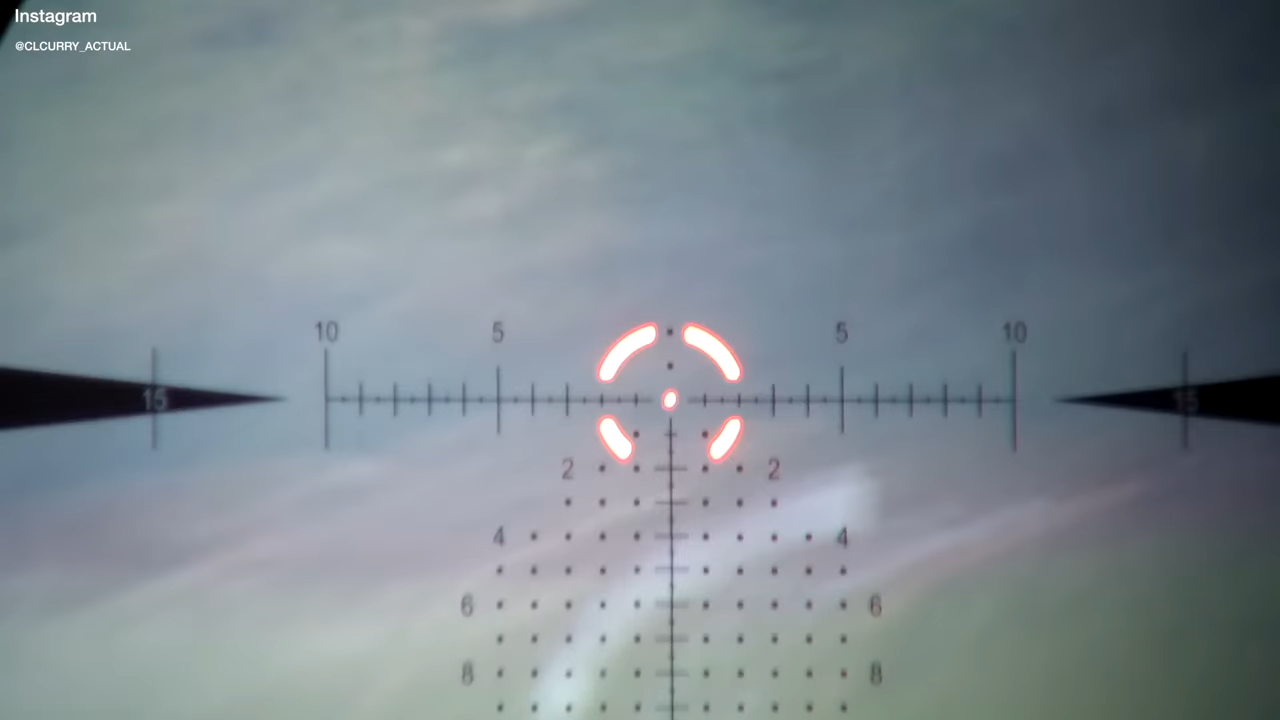 Instagram
@CLCURRY_ACTUAL
10 5 5 10
15 15
2 2
4 4
6 6
8 8